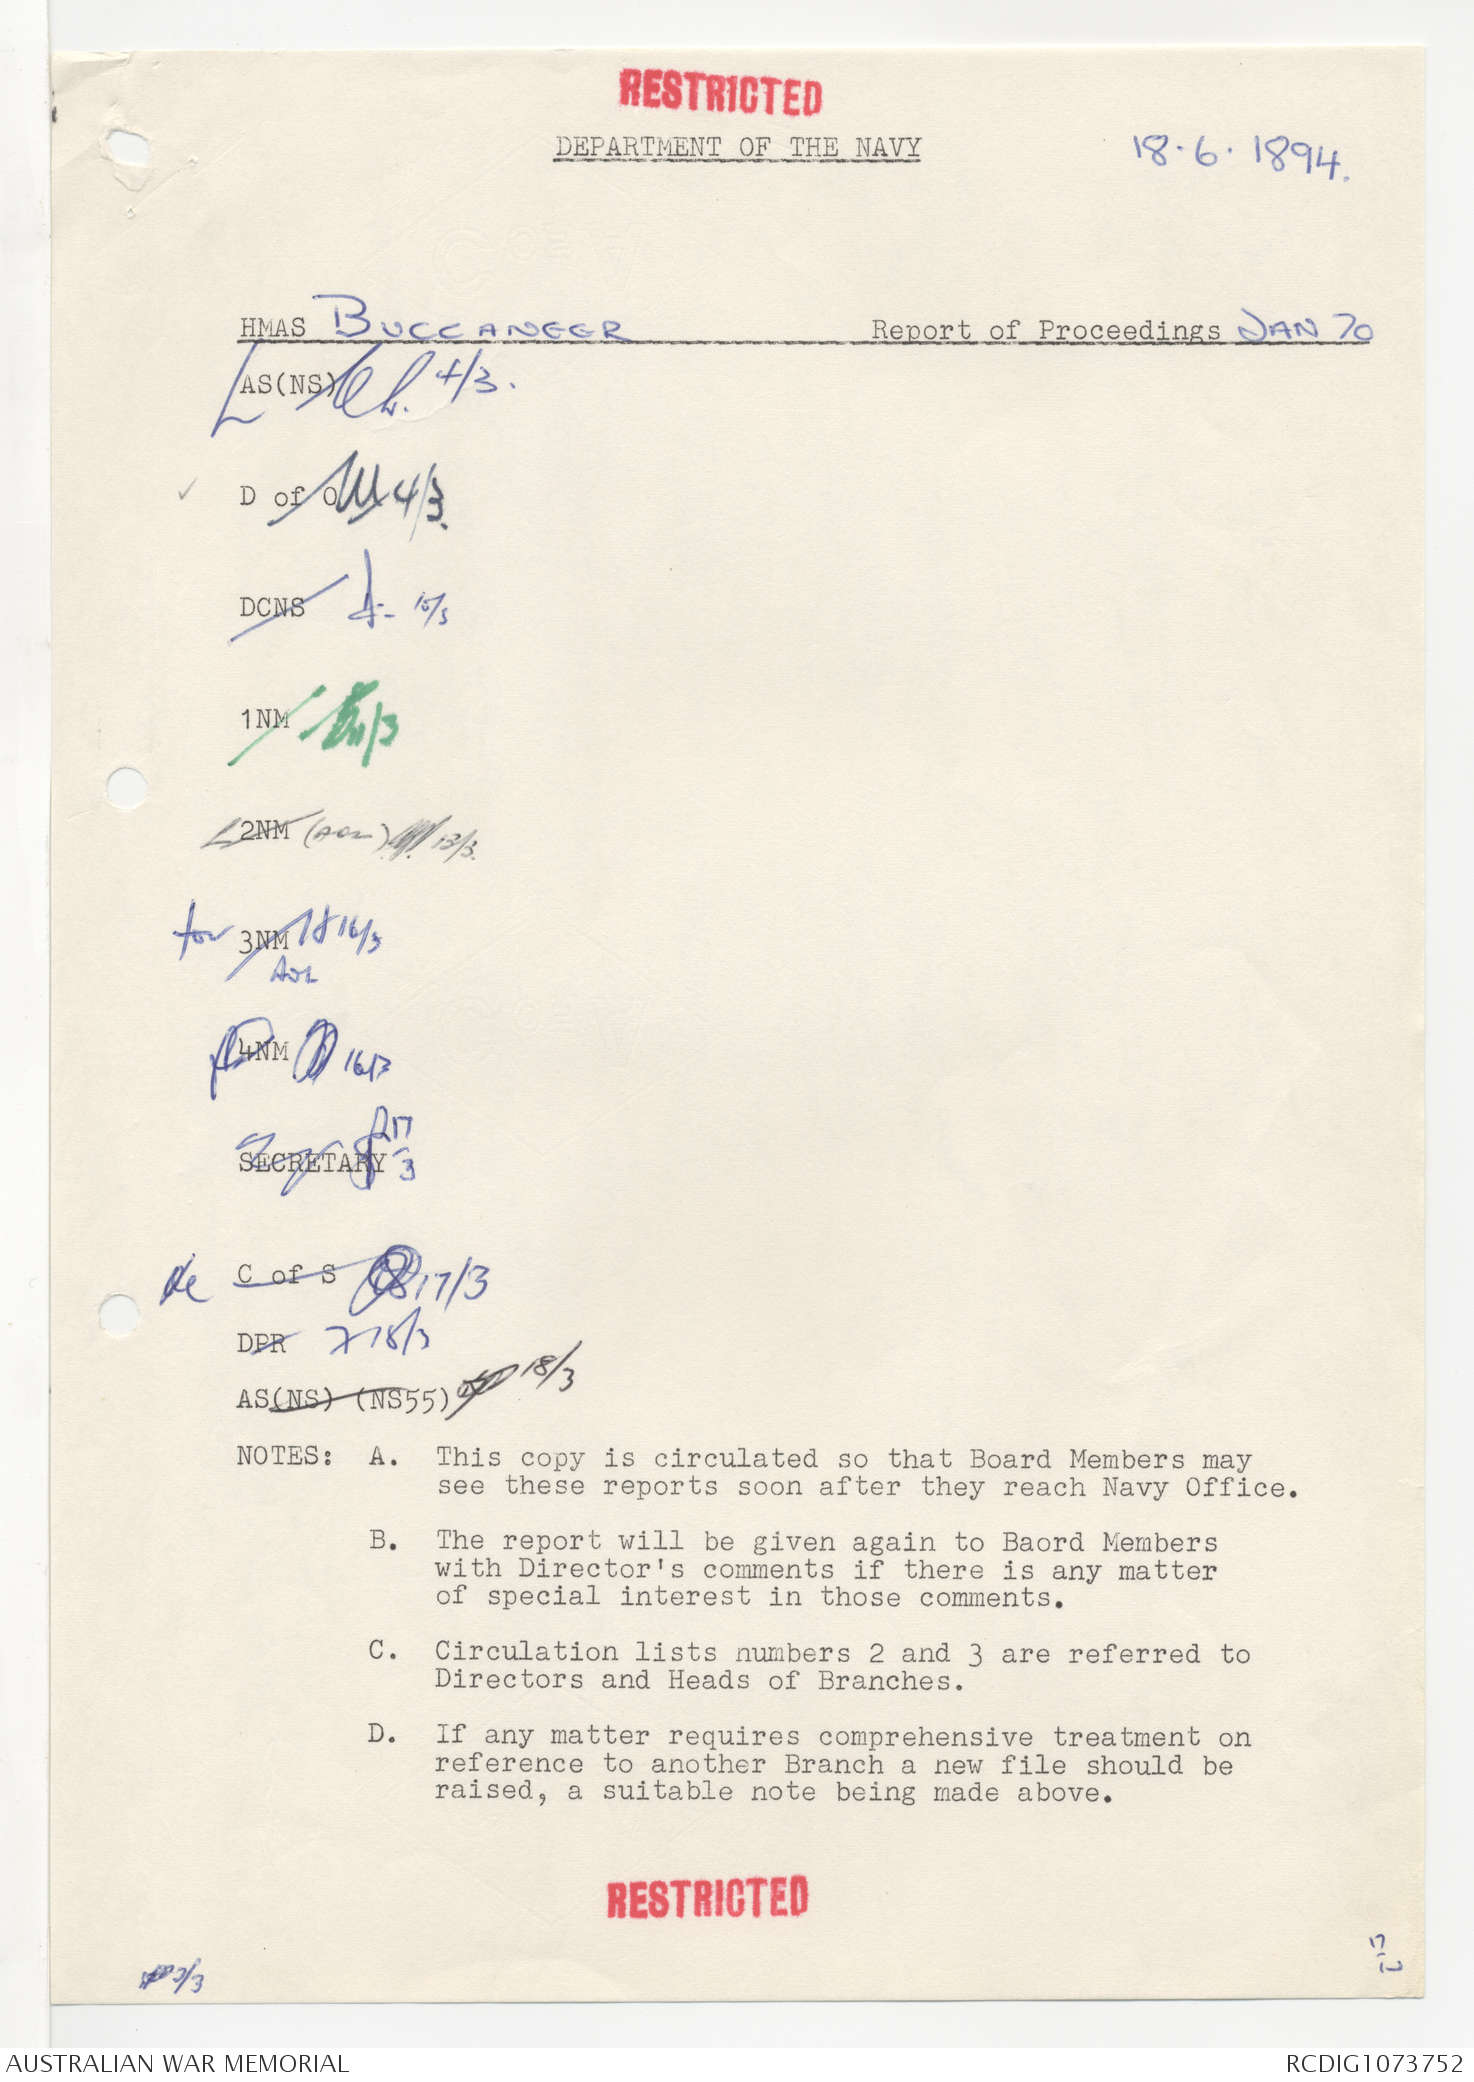 RESTRICTED
DEPARTMENT OF THE NAVY
18.6.1894.
HMAS BUCCANEER Report of Proceedings JAN 70
AS(NS) 4/3.
D of O 4/3.
DCNS
1NM 11/3
2NM 13/3.
3NM 16/3
4NM 16/3
SECRETARY 17/3
C of S 17/3
DPR 18/3
AS(NS) (NS55) 18/3
NOTES: A. This copy is circulated so that Board Members may
see these reports soon after they reach Navy Office.
B. The report will be given again to Baord Members
with Director's comments if there is any matter
of special interest in those comments.
C. Circulation lists numbers 2 and 3 are referred to
Directors and Heads of Branches.
D. If any matter requires comprehensive treatment on
reference to another Branch a new file should be
raised, a suitable note being made above.
RESTRICTED
AUSTRALIAN WAR MEMORIAL
RCDIG1073752